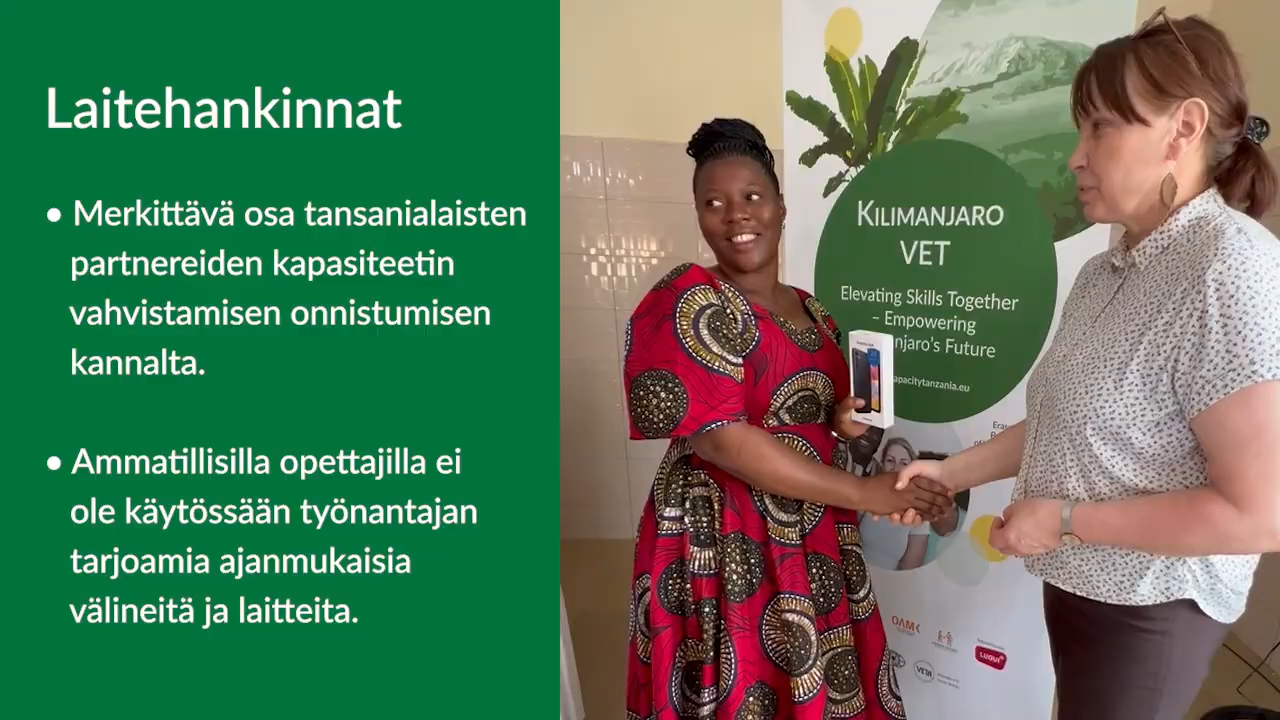 Laitehankinnat
• Merkittävä osa tansanialaisten
partnereiden kapasiteetin
vahvistamisen onnistumisen
kannalta.
• Ammatillisilla opettajilla ei
ole käytössään työnantajan
tarjoamia ajanmukaisia
välineitä ja laitteita.
KILIMANJARO
VET
Elevating Skills Together
– Empowering
njaro's Future
apacitytanzania.eu
OAMK
LUOVI
VETA